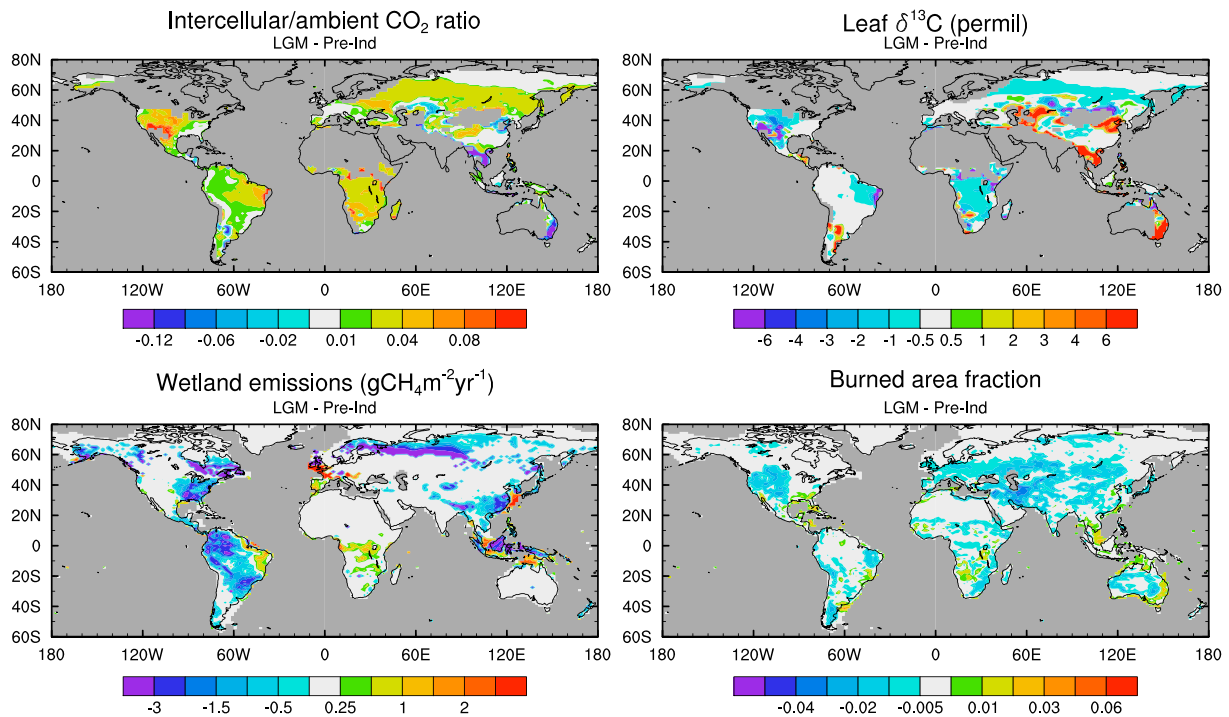 Intercellular/ambient CO₂ ratio
LGM - Pre-Ind
80N
60N
40N
20N
0
20S
40S
60S
180 120W 60W 0 60E 120E 180
-0.12 -0.06 -0.02 0.01 0.04 0.08
Leaf δ¹³C (permil)
LGM - Pre-Ind
80N
60N
40N
20N
0
20S
40S
60S
180 120W 60W 0 60E 120E 180
-6 -4 -3 -2 -1 -0.5 0.5 1 2 3 4 6
Wetland emissions (gCH₄m⁻²yr⁻¹)
LGM - Pre-Ind
80N
60N
40N
20N
0
20S
40S
60S
180 120W 60W 0 60E 120E 180
-3 -1.5 -0.5 0.25 1 2
Burned area fraction
LGM - Pre-Ind
80N
60N
40N
20N
0
20S
40S
60S
180 120W 60W 0 60E 120E 180
-0.04 -0.02 -0.005 0.01 0.03 0.06